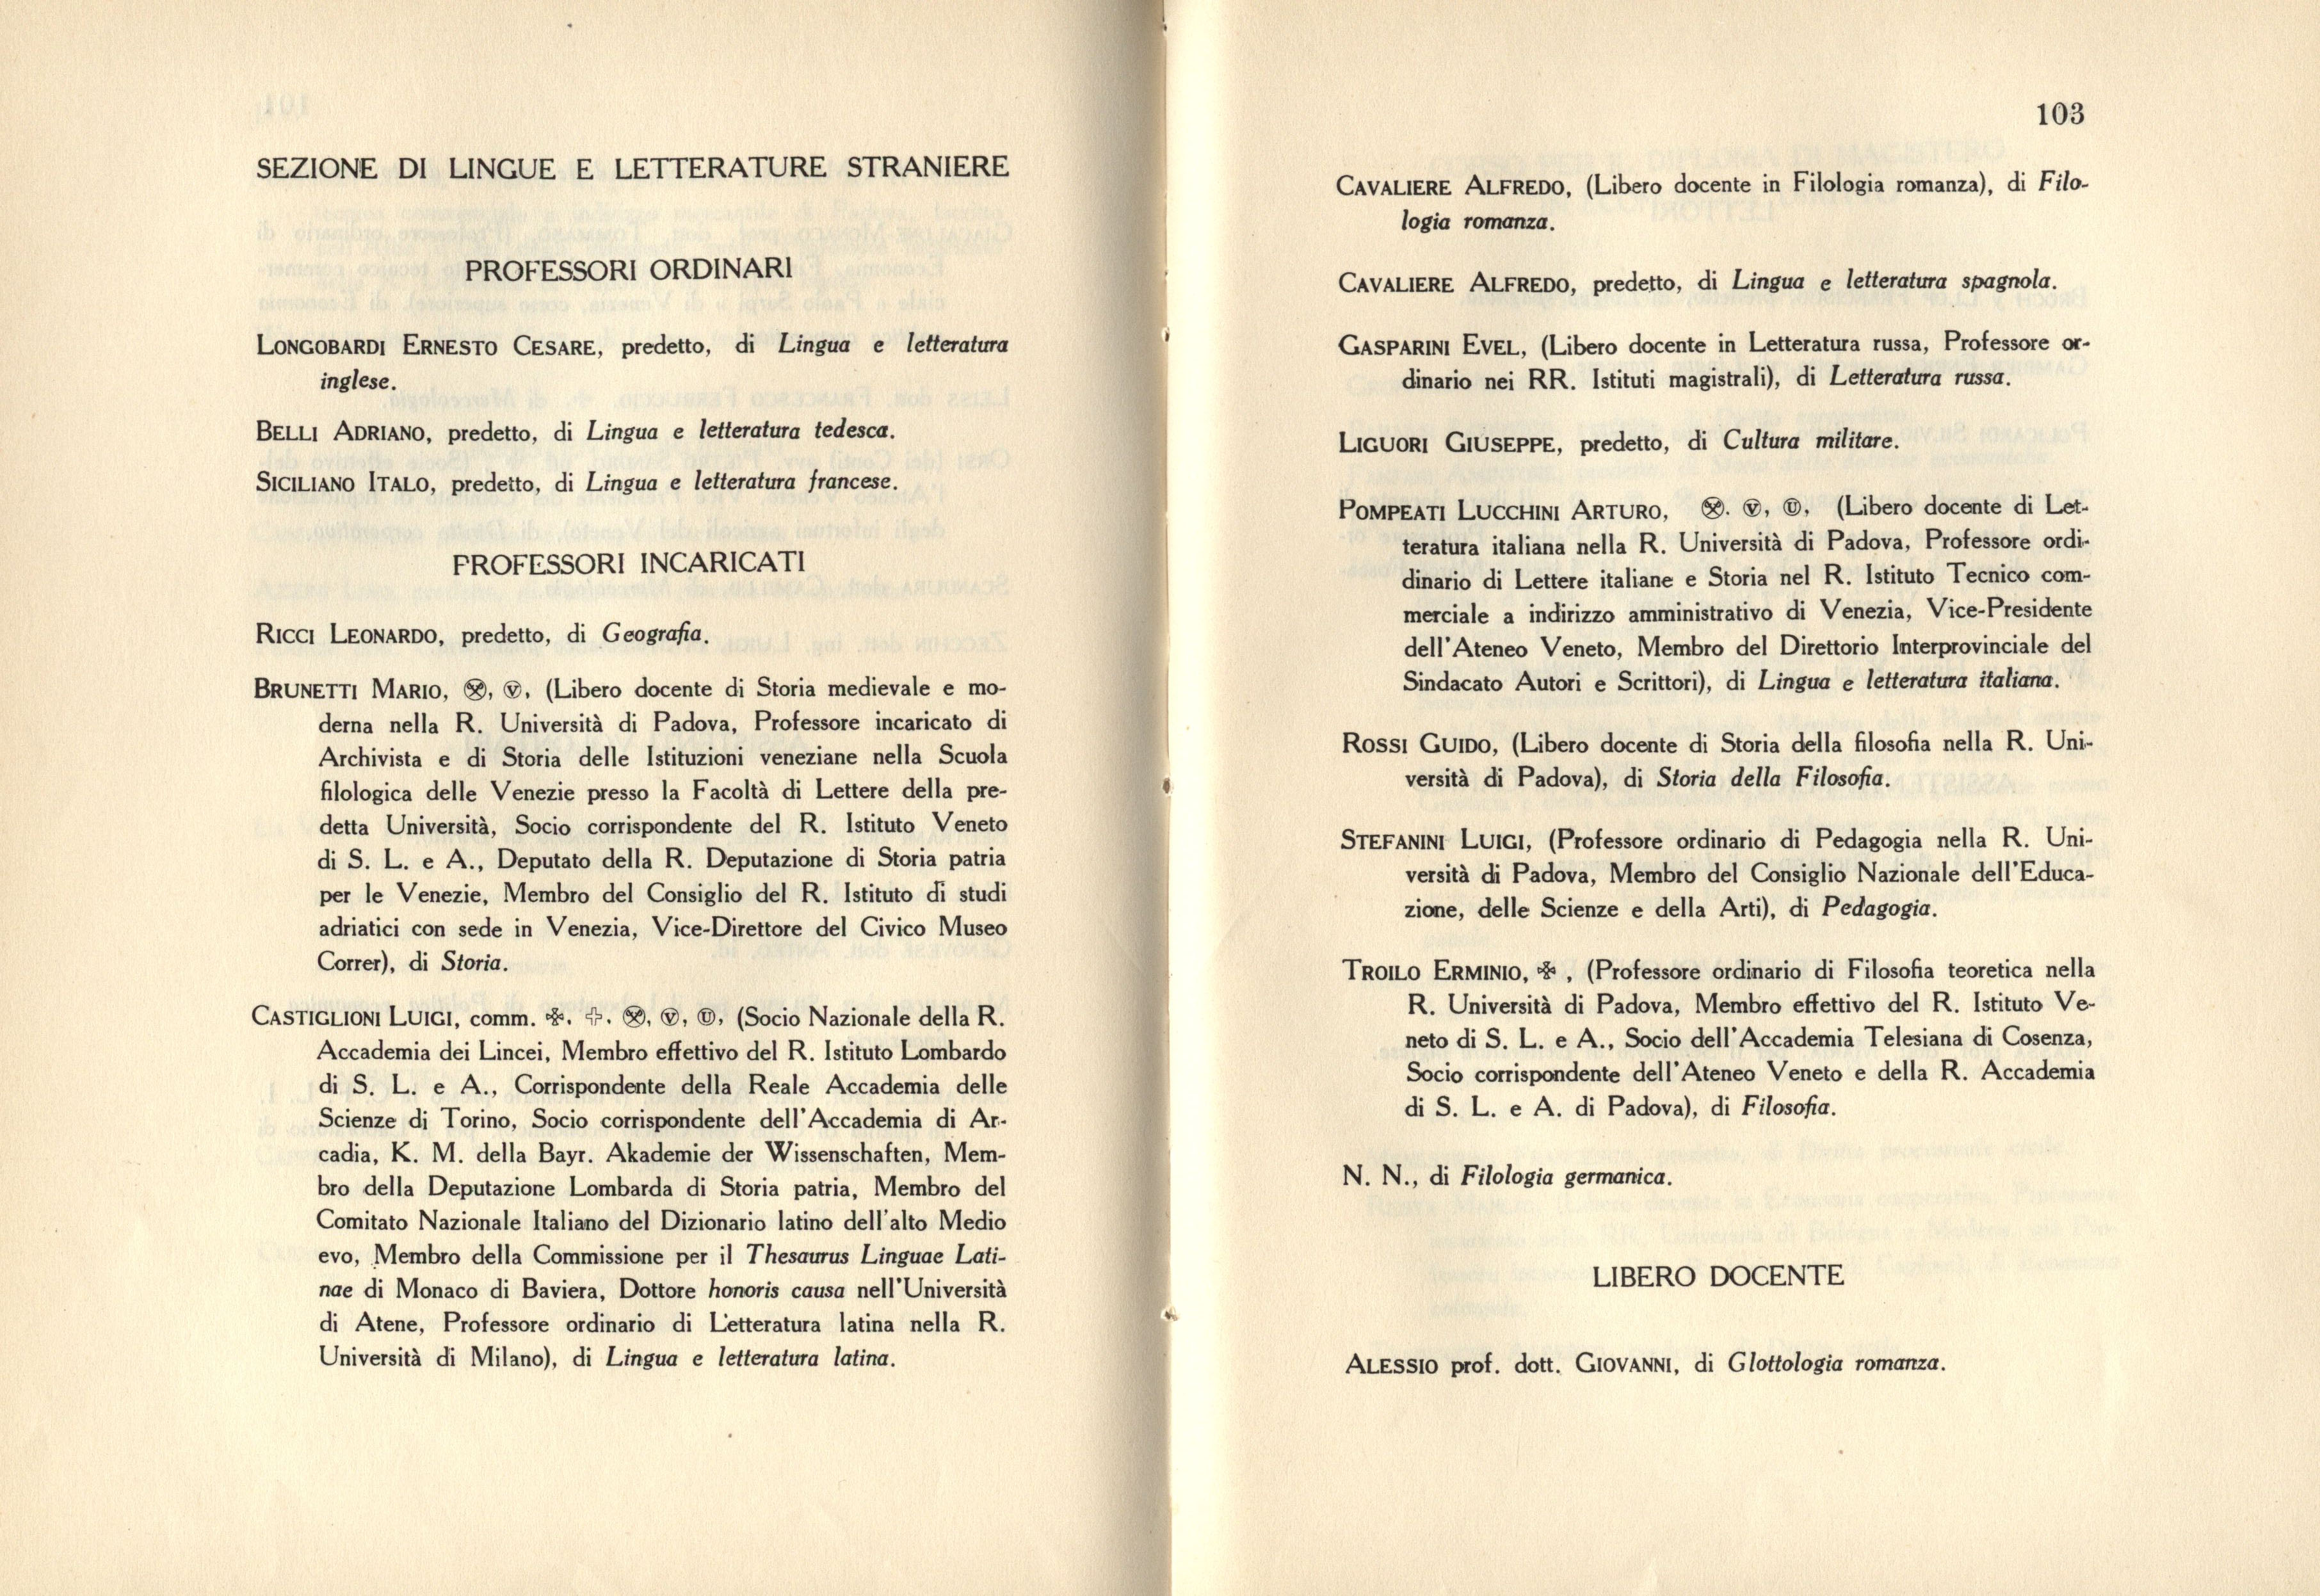 SEZIONE DI LINGUE E LETTERATURE STRANIERE
PROFESSORI ORDINARI
LONGOBARDI ERNESTO CESARE, predetto, di Lingua e letteratura
inglese.
BELLI ADRIANO, predetto, di Lingua e letteratura tedesca.
SICILIANO ITALO, predetto, di Lingua e letteratura francese.
PROFESSORI INCARICATI
RICCI LEONARDO, predetto, di Geografia.
BRUNETTI MARIO, , Ⓥ, (Libero docente di Storia medievale e mo-
derna nella R. Università di Padova, Professore incaricato di
Archivista e di Storia delle Istituzioni veneziane nella Scuola
filologica delle Venezie presso la Facoltà di Lettere della pre-
detta Università, Socio corrispondente del R. Istituto Veneto
di S. L. e A., Deputato della R. Deputazione di Storia patria
per le Venezie, Membro del Consiglio del R. Istituto di studi
adriatici con sede in Venezia, Vice-Direttore del Civico Museo
Correr), di Storia.
CASTIGLIONI LUIGI, comm. ✠, ✠, , Ⓥ, Ⓤ, (Socio Nazionale della R.
Accademia dei Lincei, Membro effettivo del R. Istituto Lombardo
di S. L. e A., Corrispondente della Reale Accademia delle
Scienze di Torino, Socio corrispondente dell'Accademia di Ar-
cadia, K. M. della Bayr. Akademie der Wissenschaften, Mem-
bro della Deputazione Lombarda di Storia patria, Membro del
Comitato Nazionale Italiano del Dizionario latino dell'alto Medio
evo, Membro della Commissione per il Thesaurus Linguae Lati-
nae di Monaco di Baviera, Dottore honoris causa nell'Università
di Atene, Professore ordinario di Letteratura latina nella R.
Università di Milano), di Lingua e letteratura latina.
103
CAVALIERE ALFREDO, (Libero docente in Filologia romanza), di Filo-
logia romanza.
CAVALIERE ALFREDO, predetto, di Lingua e letteratura spagnola.
GASPARINI EVEL, (Libero docente in Letteratura russa, Professore or-
dinario nei RR. Istituti magistrali), di Letteratura russa.
LIGUORI GIUSEPPE, predetto, di Cultura militare.
POMPEATI LUCCHINI ARTURO, . Ⓥ, Ⓤ, (Libero docente di Let-
teratura italiana nella R. Università di Padova, Professore ordi-
dinario di Lettere italiane e Storia nel R. Istituto Tecnico com-
merciale a indirizzo amministrativo di Venezia, Vice-Presidente
dell'Ateneo Veneto, Membro del Direttorio Interprovinciale del
Sindacato Autori e Scrittori), di Lingua e letteratura italiana.
ROSSI GUIDO, (Libero docente di Storia della filosofia nella R. Uni-
versità di Padova), di Storia della Filosofia.
STEFANINI LUIGI, (Professore ordinario di Pedagogia nella R. Uni-
versità di Padova, Membro del Consiglio Nazionale dell'Educa-
zione, delle Scienze e della Arti), di Pedagogia.
TROILO ERMINIO, ✠, (Professore ordinario di Filosofia teoretica nella
R. Università di Padova, Membro effettivo del R. Istituto Ve-
neto di S. L. e A., Socio dell'Accademia Telesiana di Cosenza,
Socio corrispondente dell'Ateneo Veneto e della R. Accademia
di S. L. e A. di Padova), di Filosofia.
N. N., di Filologia germanica.
LIBERO DOCENTE
ALESSIO prof. dott. GIOVANNI, di Glottologia romanza.